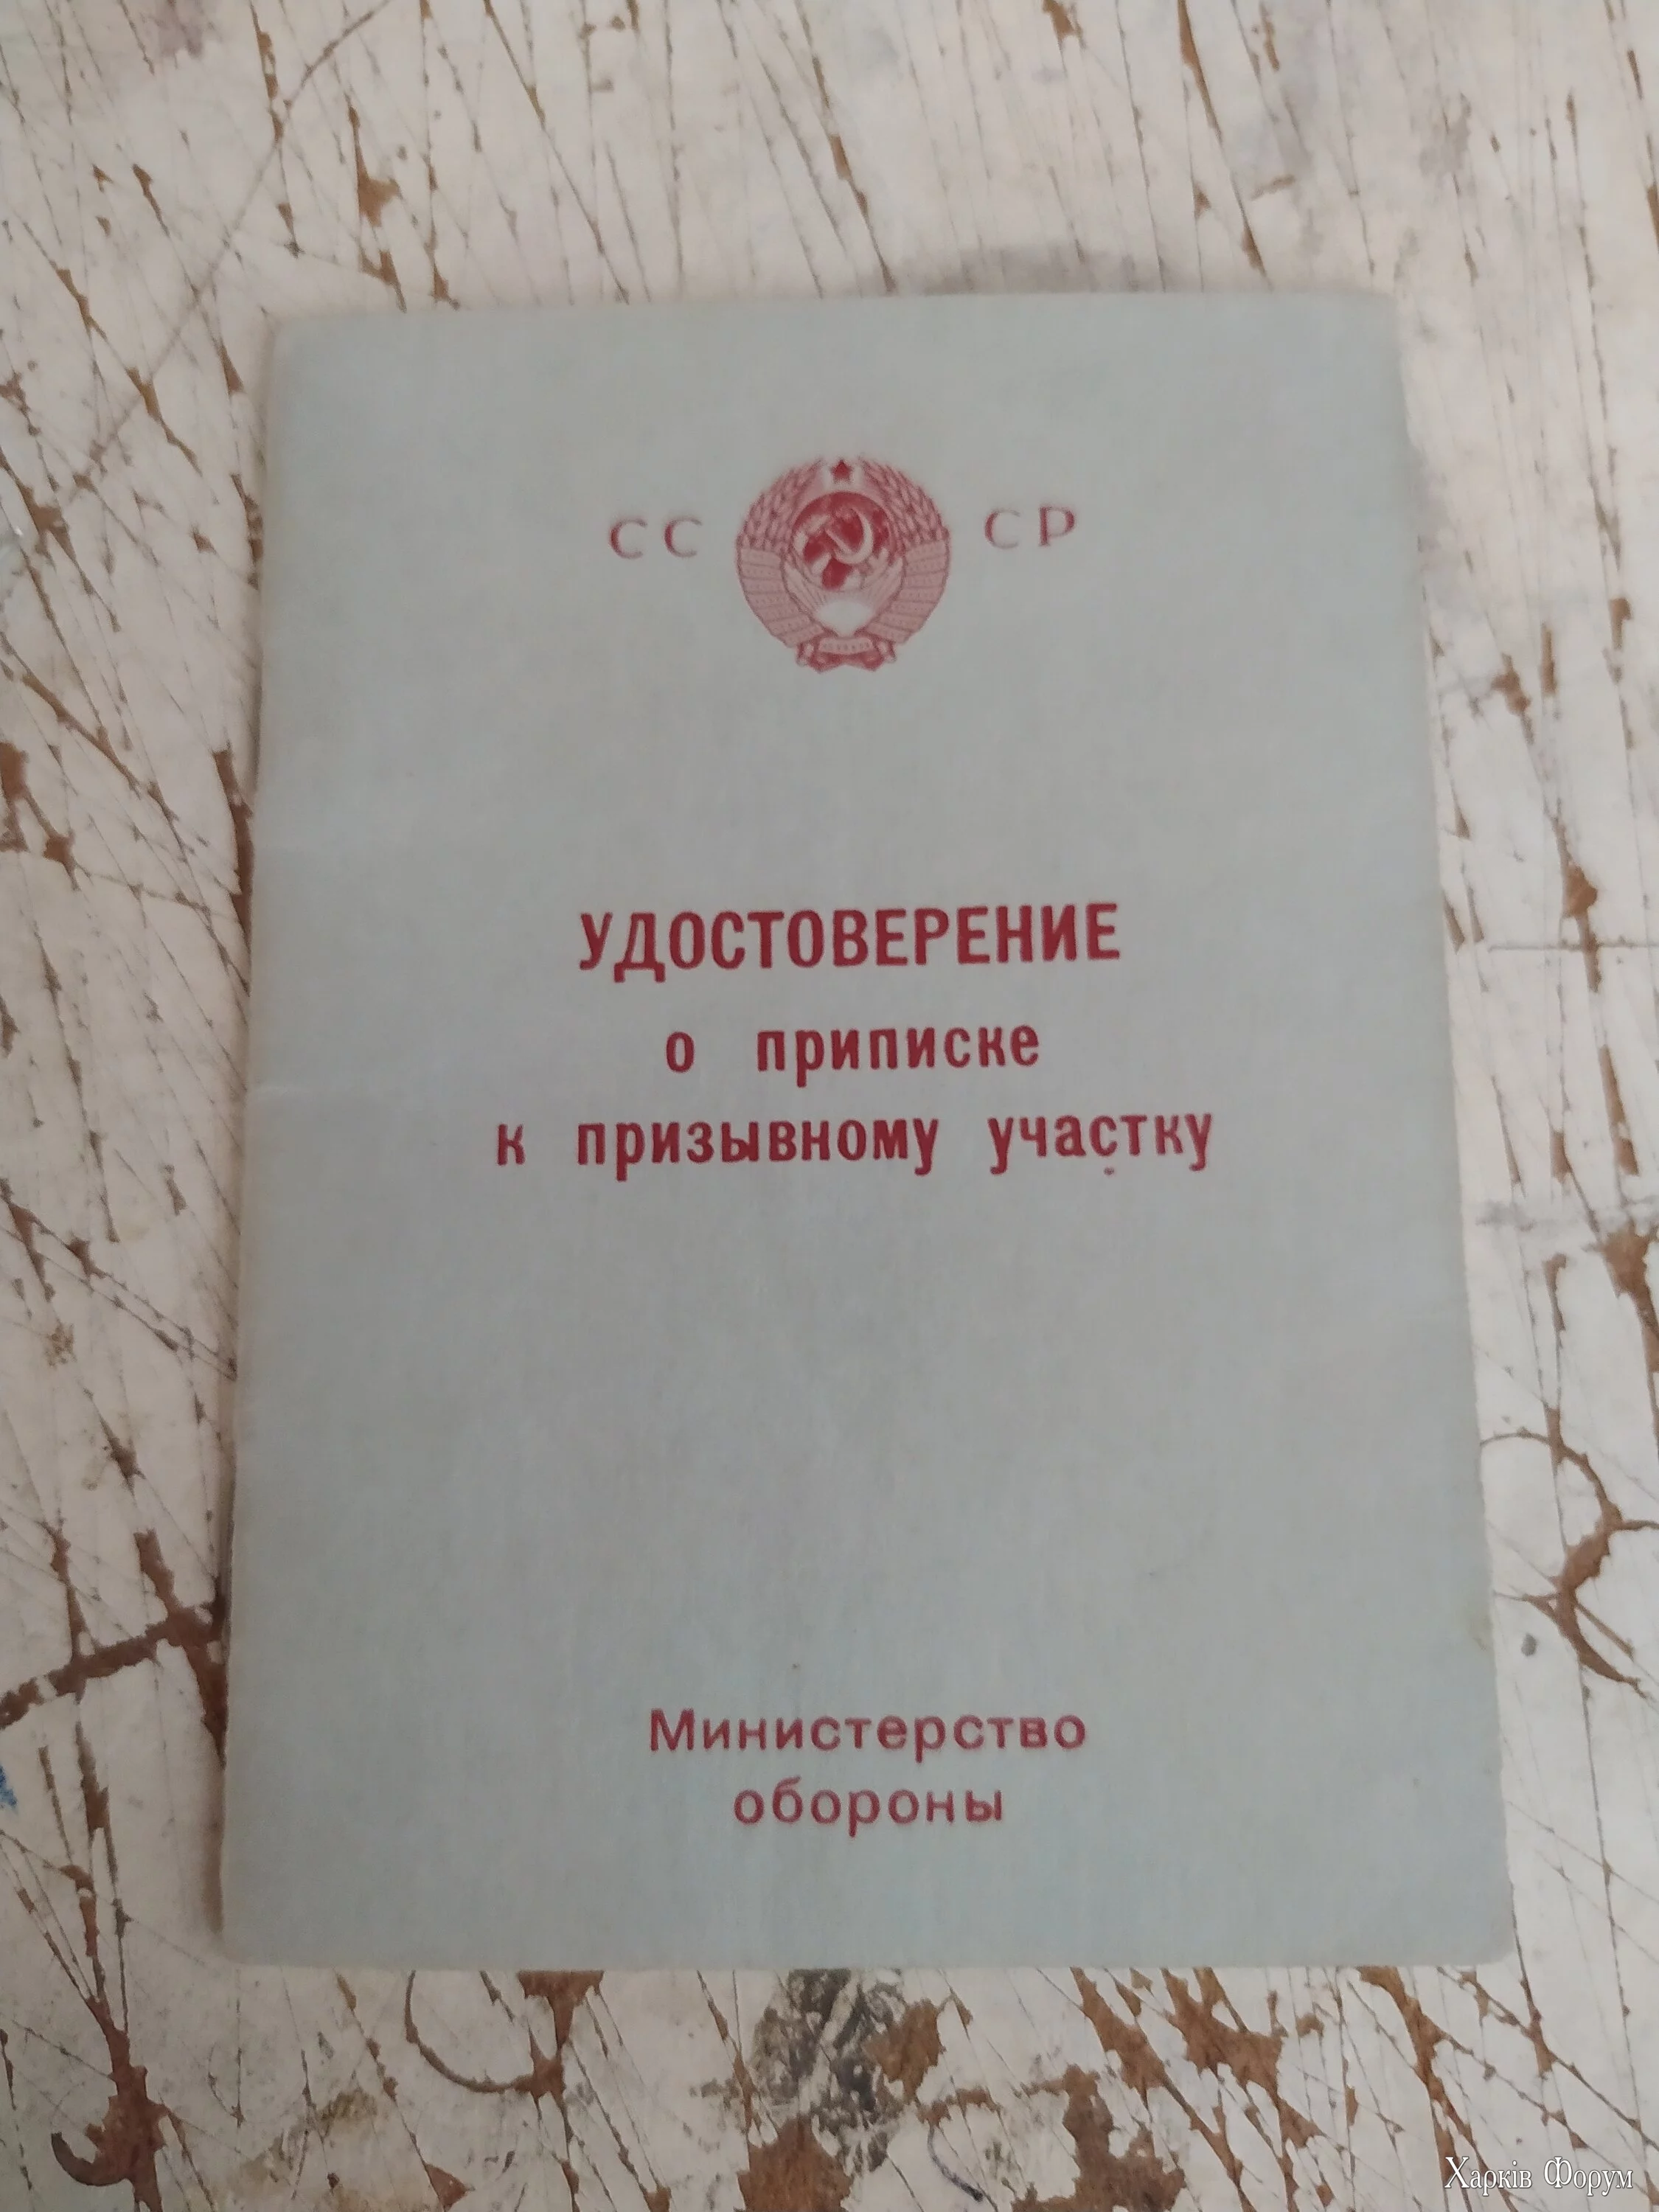 СС СР
УДОСТОВЕРЕНИЕ
о приписке
к призывному участку
Министерство
обороны
Харків Форум